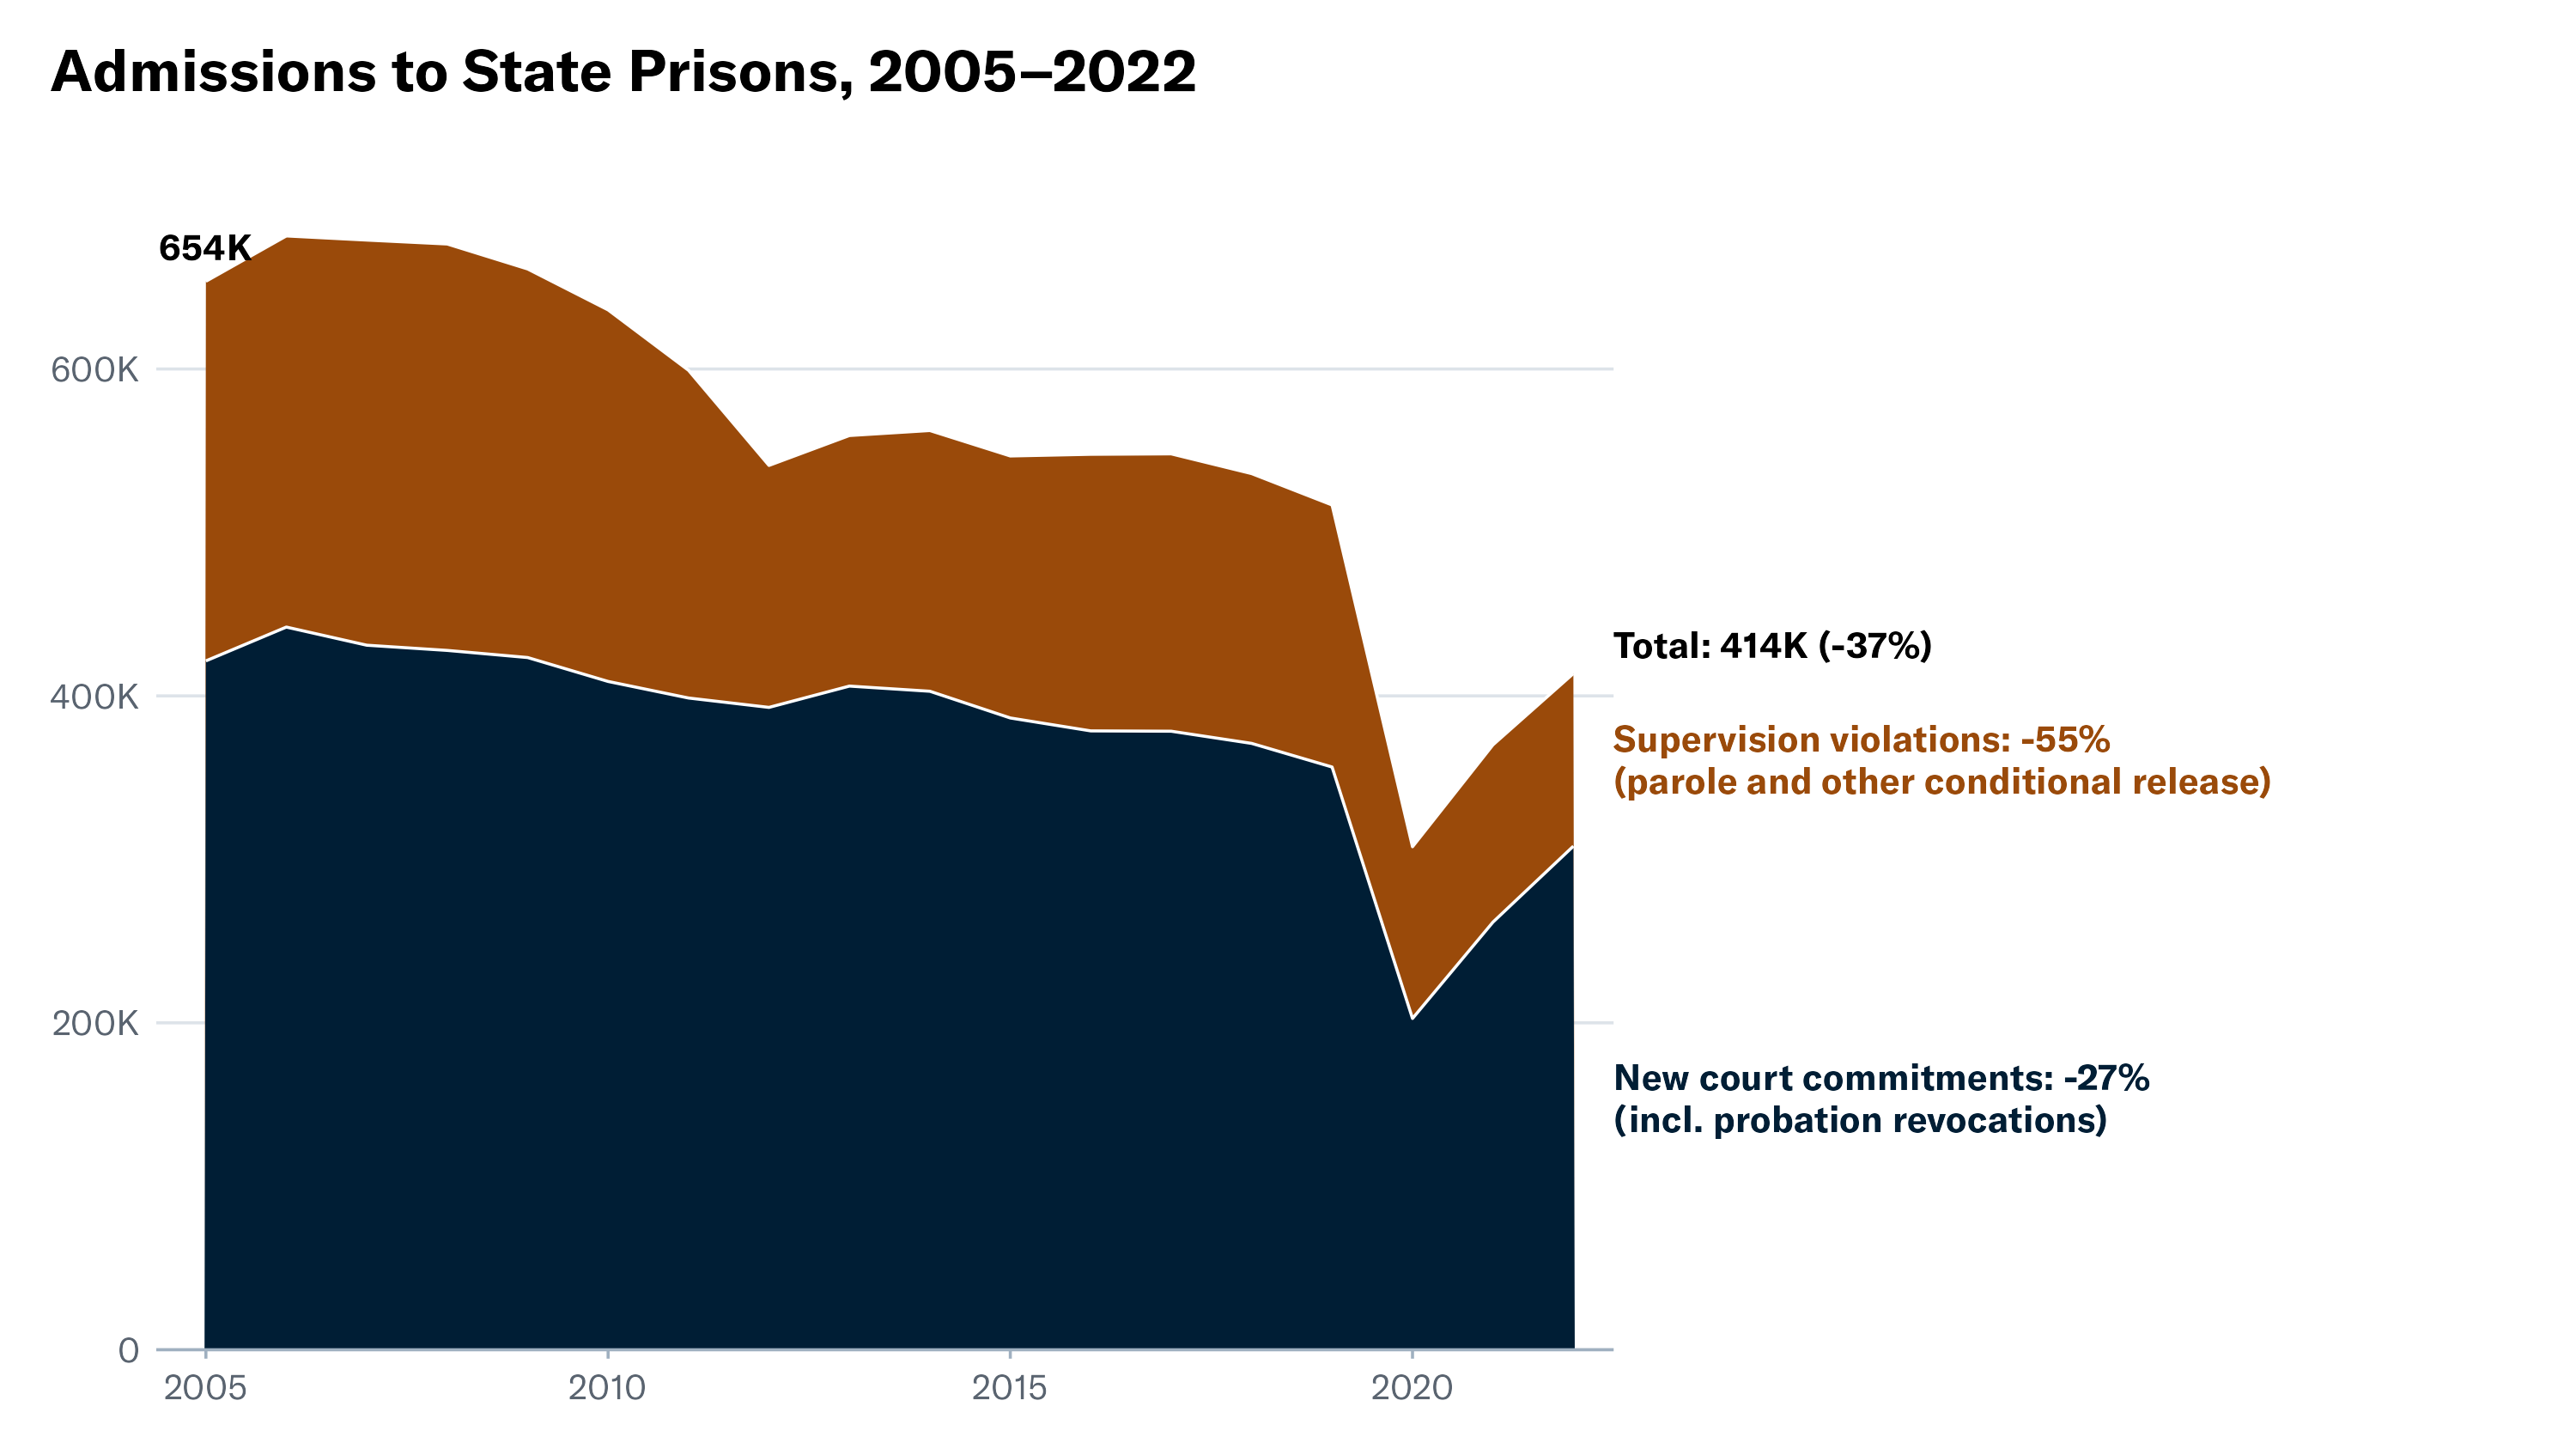 Admissions to State Prisons, 2005–2022
654K
600K
400K
200K
0
2005
2010
2015
2020
Total: 414K (-37%)
Supervision violations: -55%
(parole and other conditional release)
New court commitments: -27%
(incl. probation revocations)